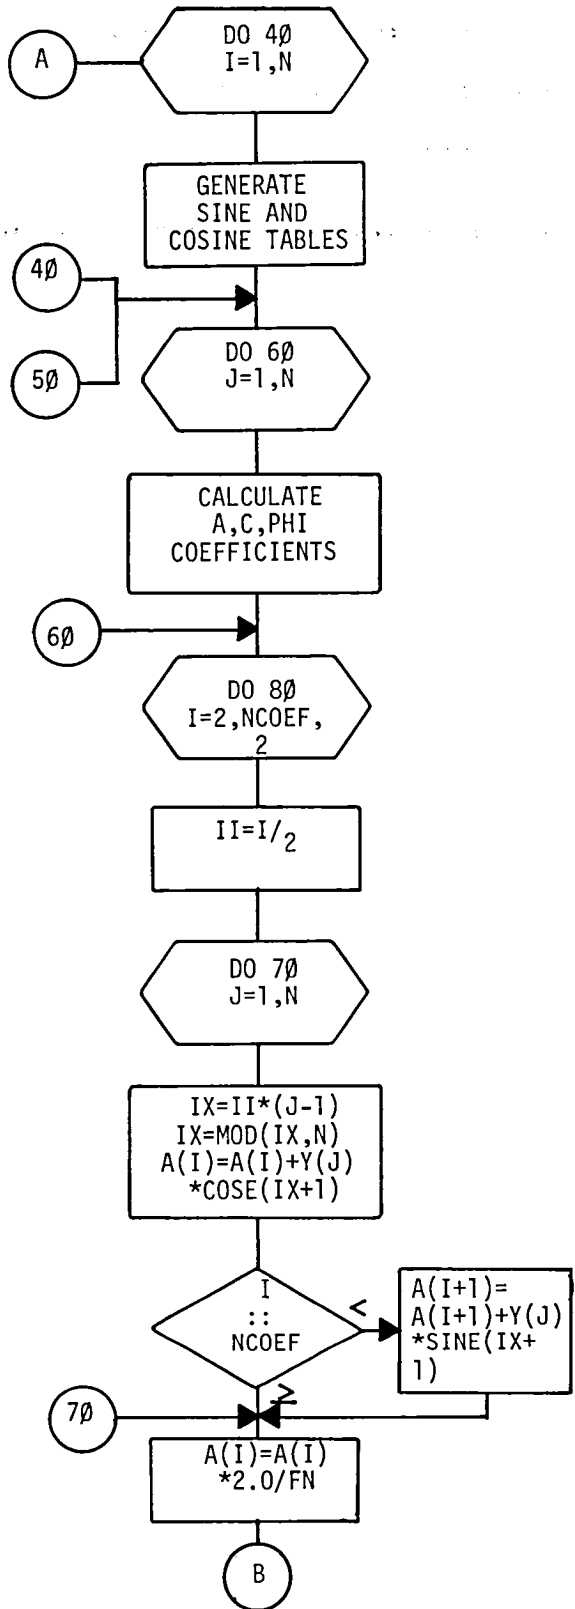 A
DO 4Ø
I=1,N
GENERATE
SINE AND
COSINE TABLES
4Ø
5Ø
DO 6Ø
J=1,N
CALCULATE
A,C,PHI
COEFFICIENTS
6Ø
DO 8Ø
I=2,NCOEF,
2
II=I/2
DO 7Ø
J=1,N
IX=II*(J-1)
IX=MOD(IX,N)
A(I)=A(I)+Y(J)
*COSE(IX+1)
I
::
NCOEF
<
A(I+1)=
A(I+1)+Y(J)
*SINE(IX+
1)
≥
7Ø
A(I)=A(I)
*2.0/FN
B